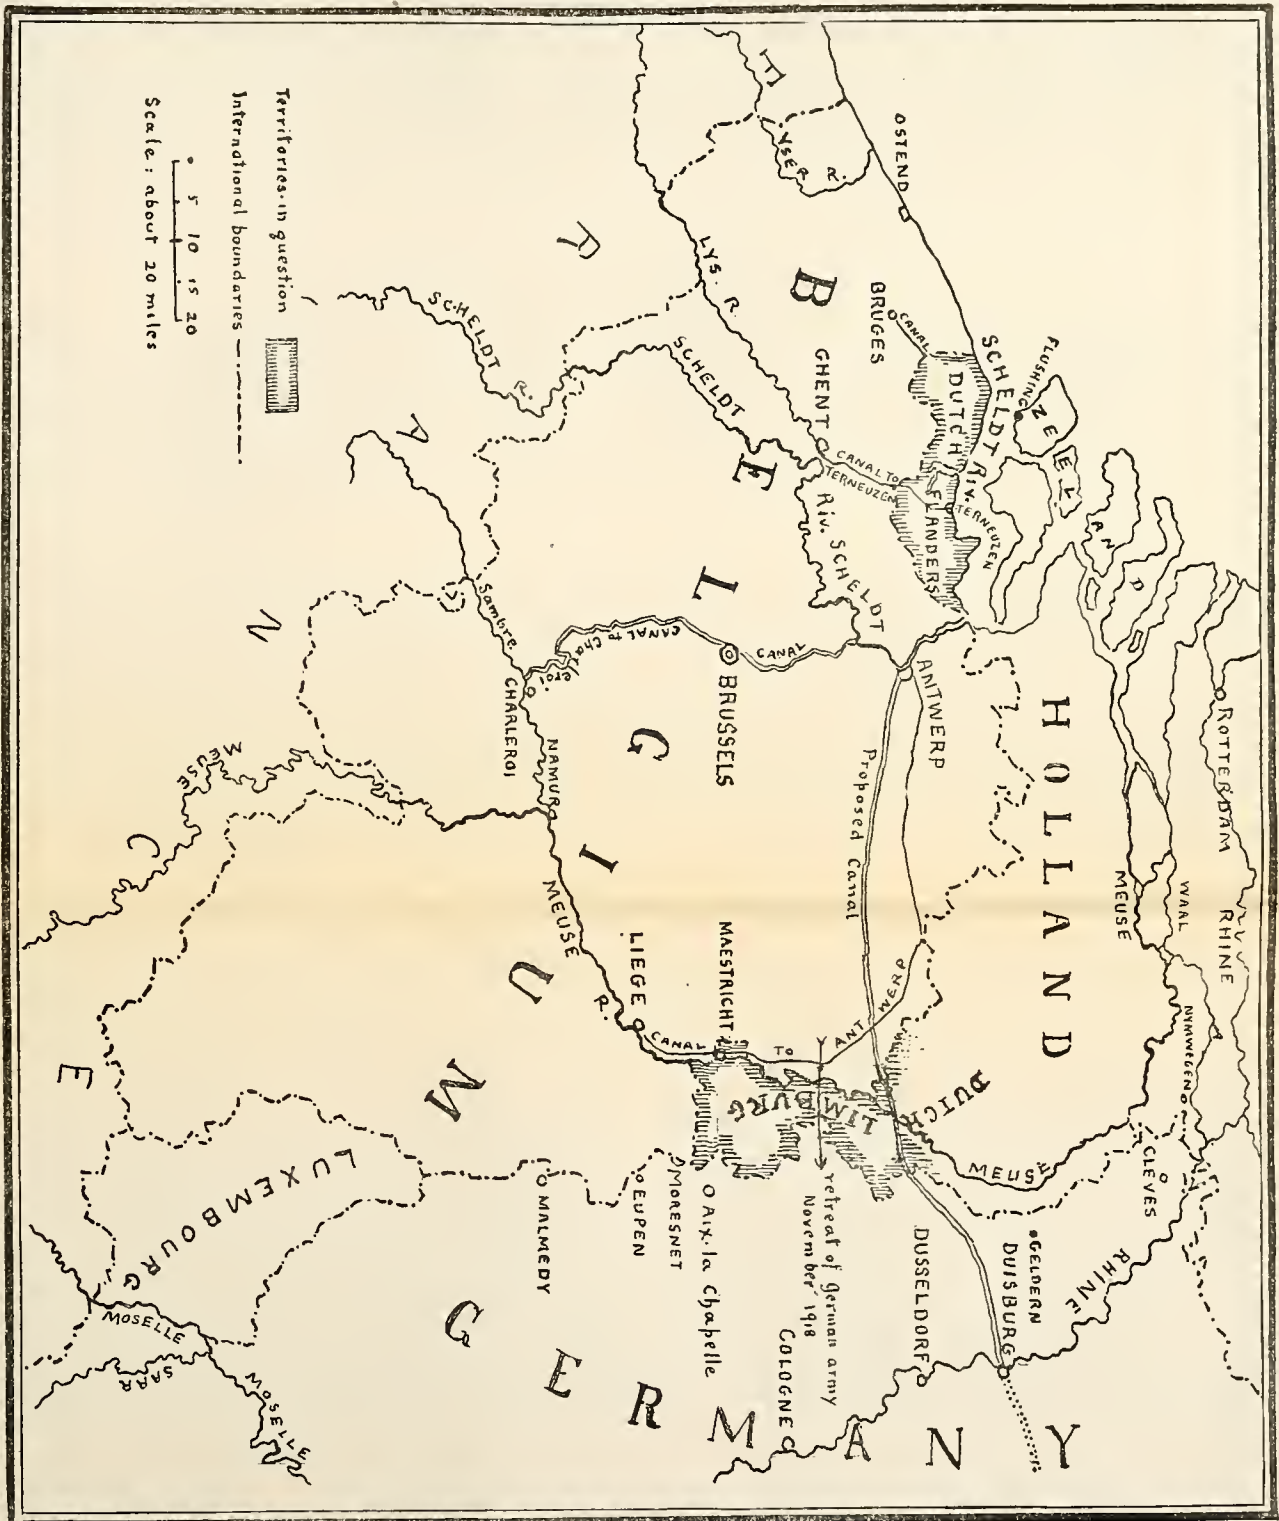 HOLLAND
ZEELAND
ROTTERDAM
RHINE
WAAL
MEUSE
NYMWEGEN
CLEVES
RHINE
GELDERN
DUISBURG
DUSSELDORF
COLOGNE
FLUSHING
SCHELDT Riv.
DUTCH
FLANDERS
TERNEUZEN
CANAL TO
TERNEUZEN
OSTEND
BRUGES
CANAL
GHENT
YSER R.
LYS. R.
SCHELDT
Riv. SCHELDT
ANTWERP
Proposed Canal
CANAL
BRUSSELS
CANAL to Charleroi
BELGIUM
DUTCH
LIMBURG
MEUSE
MAESTRICHT
CANAL TO ANTWERP
retreat of German army
November 1918
LIEGE
MEUSE R.
NAMUR
CHARLEROI
Sambre
Aix-la Chapelle
MORESNET
EUPEN
MALMEDY
GERMANY
LUXEMBOURG
MOSELLE
SAAR
MOSELLE
FRANCE
SCHELDT R.
MEUSE
Territories in question
International boundaries
0 5 10 15 20
Scale: about 20 miles